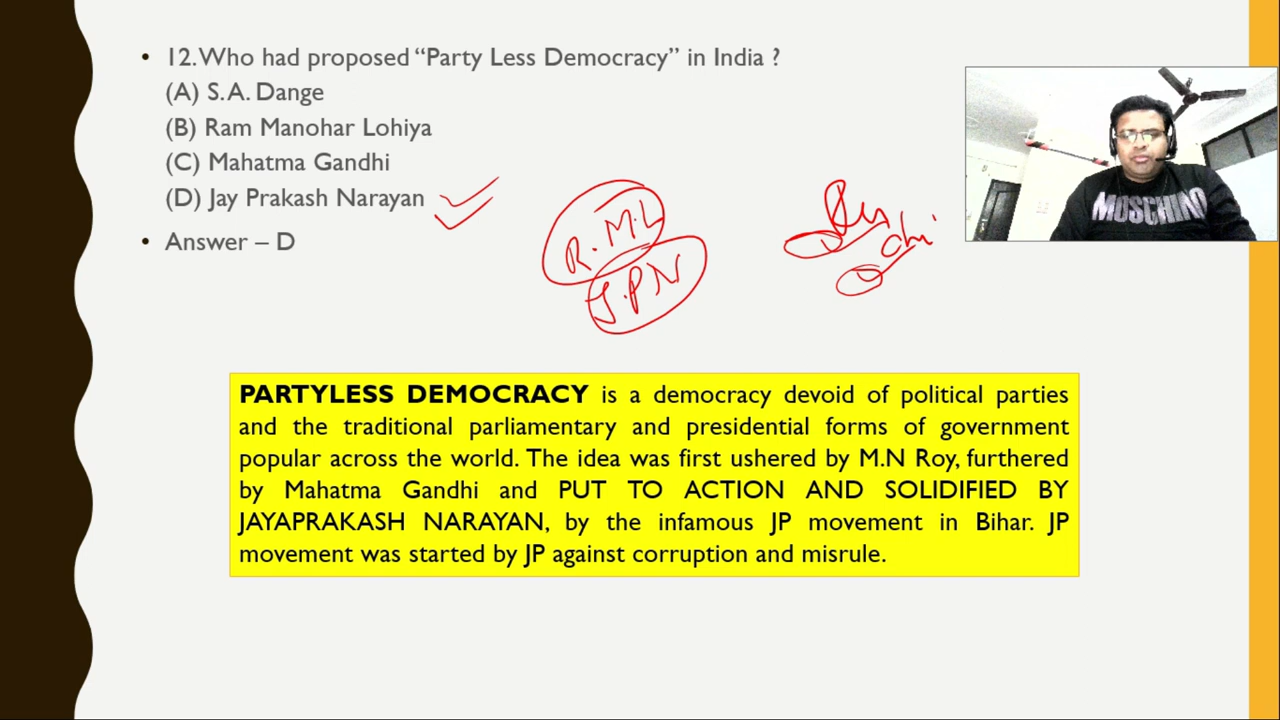 • 12. Who had proposed “Party Less Democracy” in India ?
(A) S.A. Dange
(B) Ram Manohar Lohiya
(C) Mahatma Gandhi
(D) Jay Prakash Narayan
• Answer – D
R.M.L
J.P.N
MOSCHINO
PARTYLESS DEMOCRACY is a democracy devoid of political parties
and the traditional parliamentary and presidential forms of government
popular across the world. The idea was first ushered by M.N Roy, furthered
by Mahatma Gandhi and PUT TO ACTION AND SOLIDIFIED BY
JAYAPRAKASH NARAYAN, by the infamous JP movement in Bihar. JP
movement was started by JP against corruption and misrule.